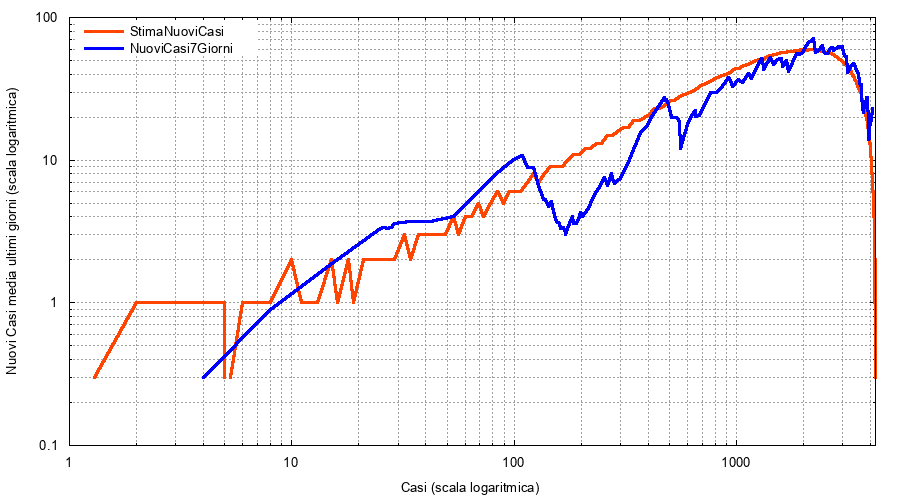 100
10
1
0.1
Nuovi Casi media ultimi giorni (scala logaritmica)
StimaNuoviCasi
NuoviCasi7Giorni
1 10 100 1000
Casi (scala logaritmica)